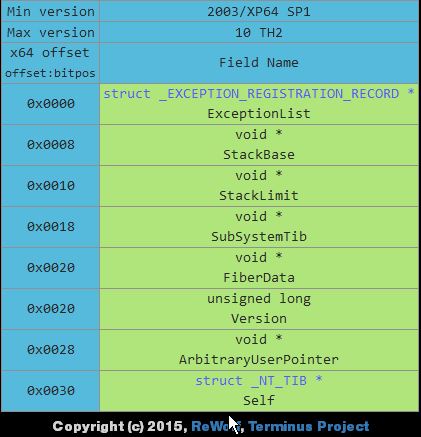 Min version 2003/XP64 SP1
Max version 10 TH2
x64 offset
offset:bitpos
Field Name
0x0000
struct _EXCEPTION_REGISTRATION_RECORD *
ExceptionList
0x0008
void *
StackBase
0x0010
void *
StackLimit
0x0018
void *
SubSystemTib
0x0020
void *
FiberData
0x0020
unsigned long
Version
0x0028
void *
ArbitraryUserPointer
0x0030
struct _NT_TIB *
Self
Copyright (c) 2015, ReWolf, Terminus Project